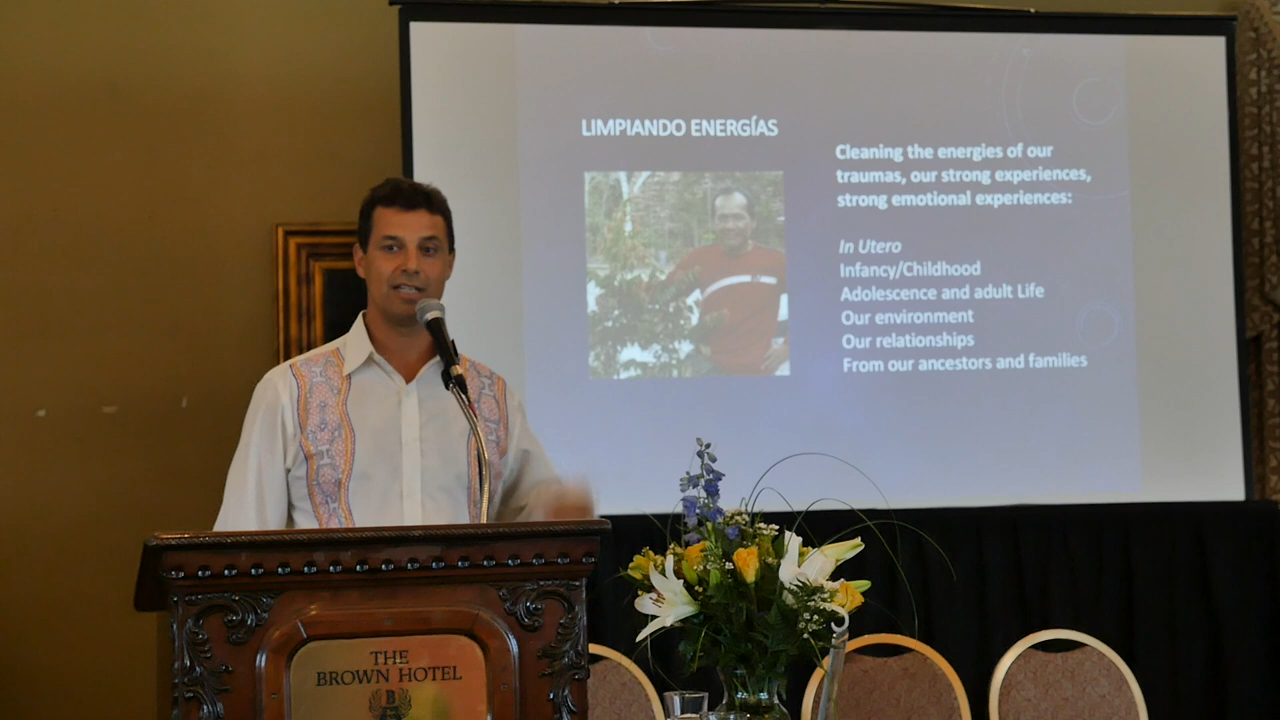 LIMPIANDO ENERGÍAS
Cleaning the energies of our
traumas, our strong experiences,
strong emotional experiences:
In Utero
Infancy/Childhood
Adolescence and adult Life
Our environment
Our relationships
From our ancestors and families
THE
BROWN HOTEL
B